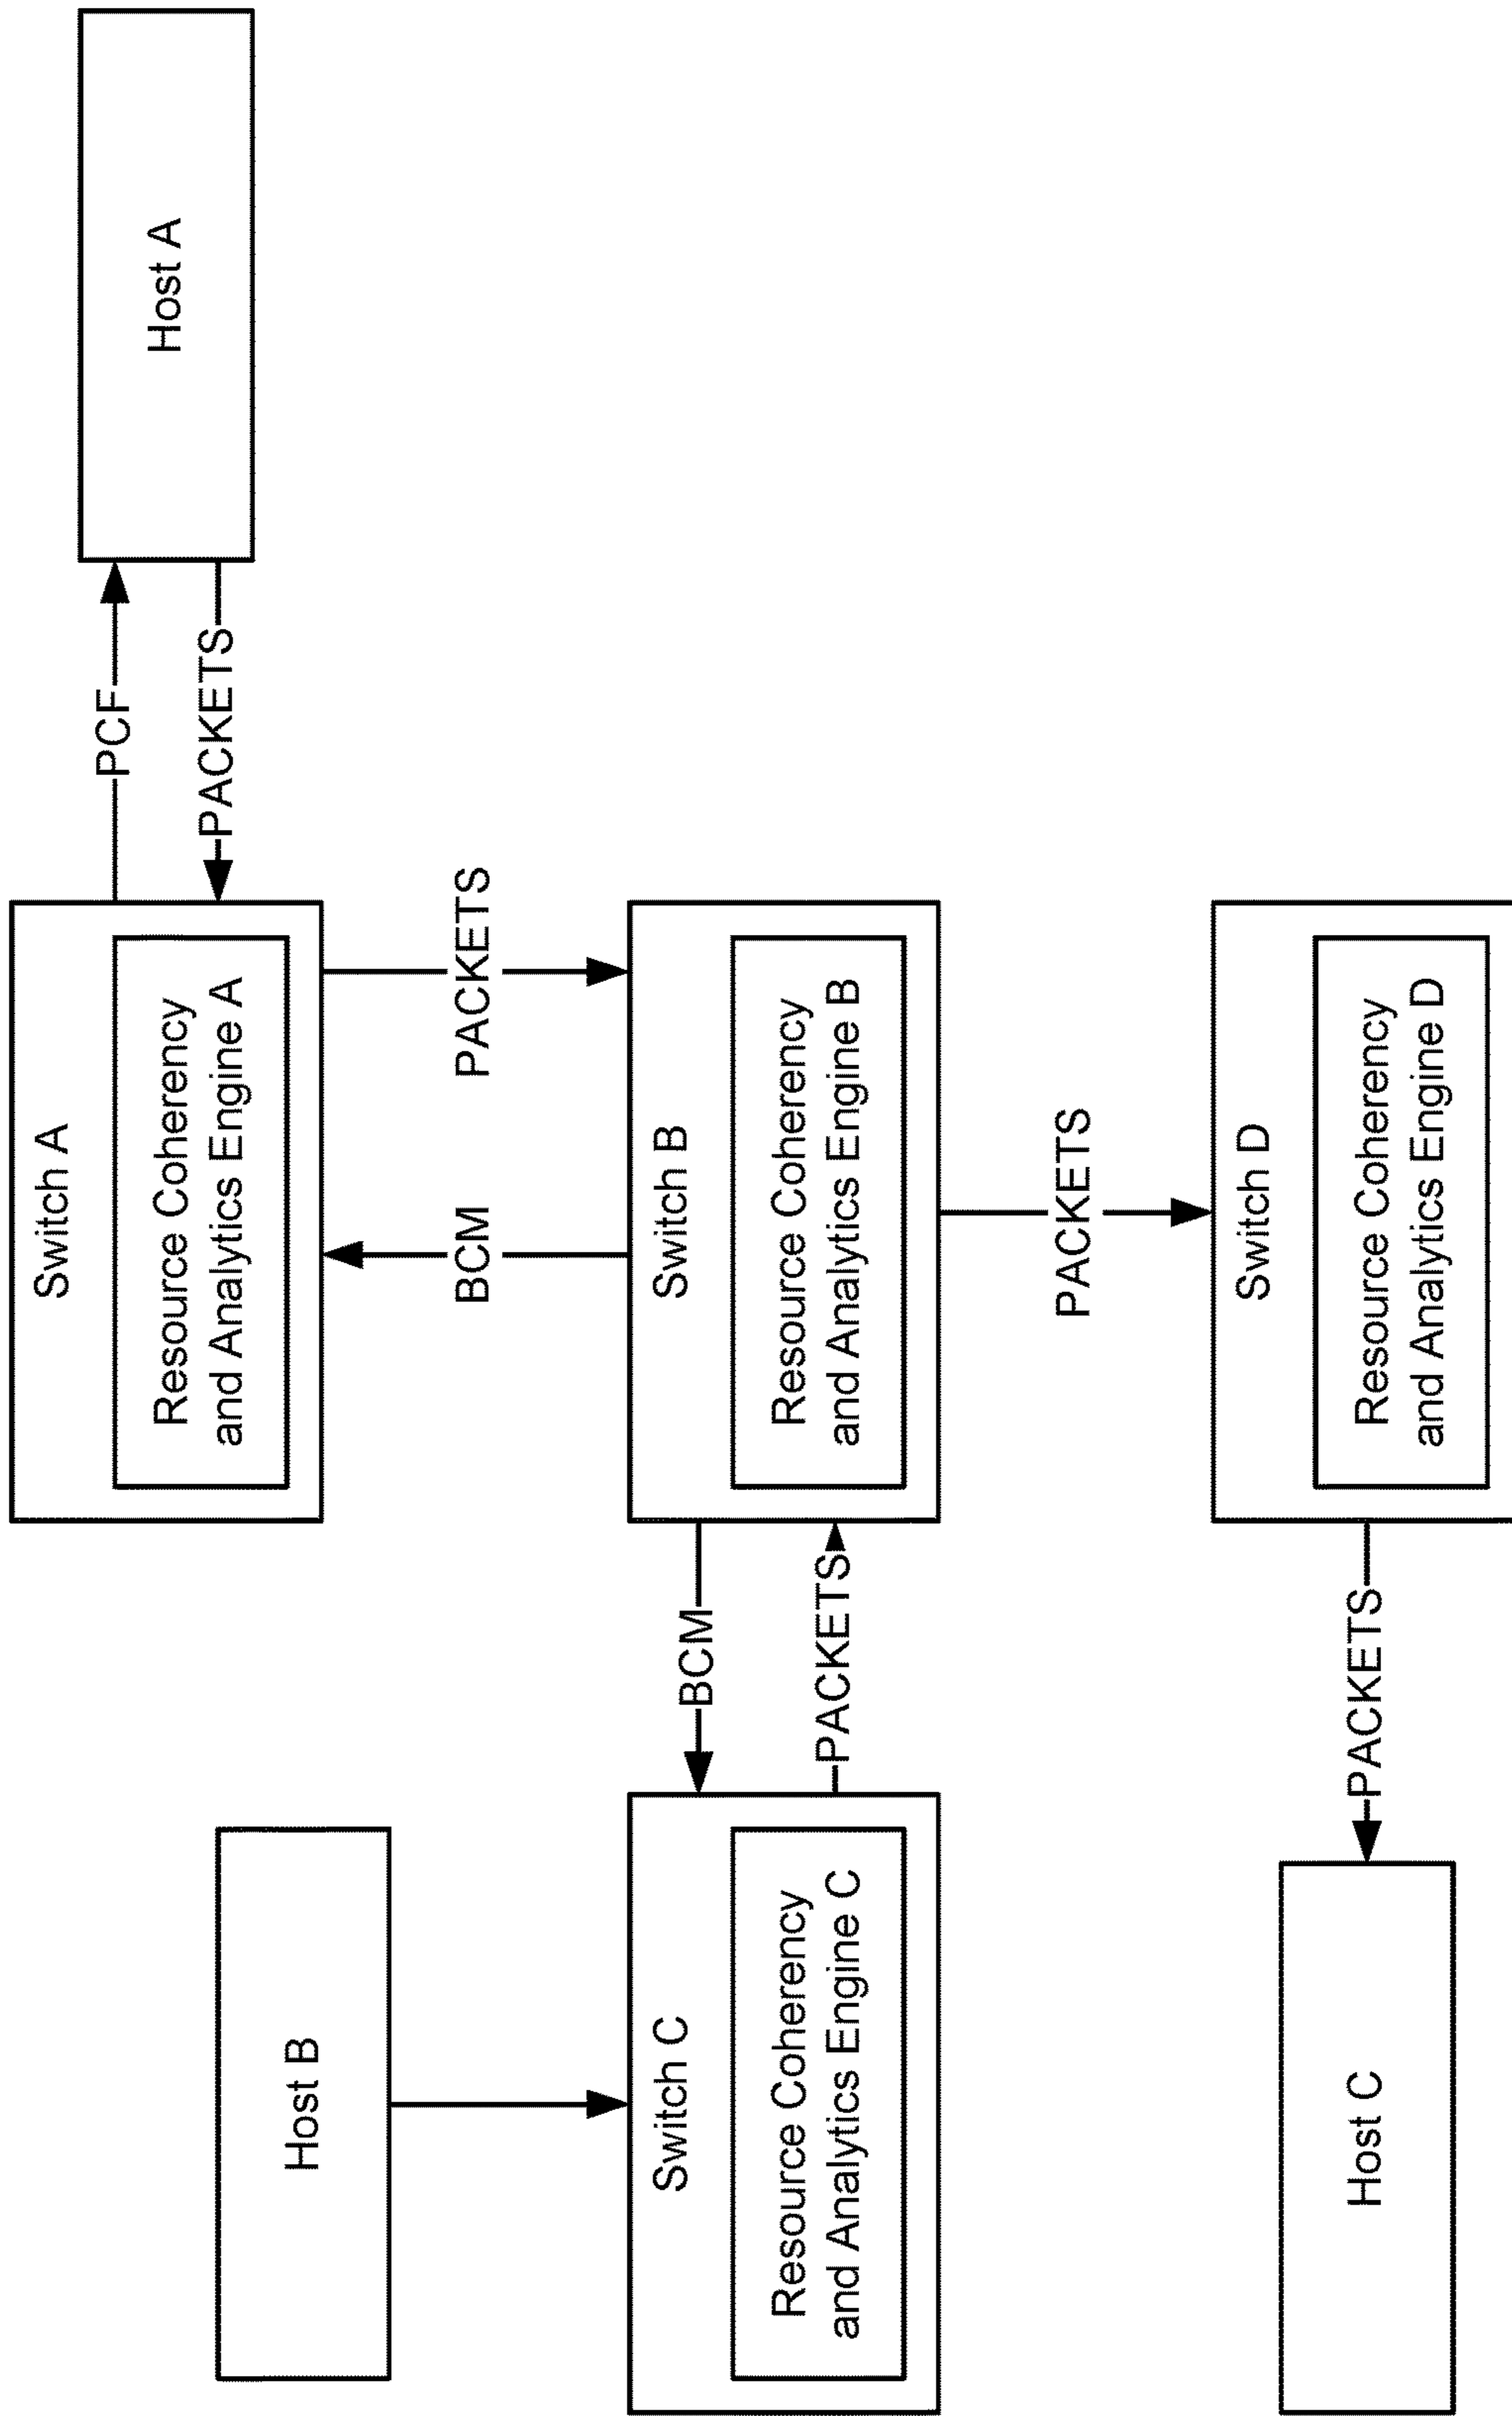 Host B
Switch C
Resource Coherency
and Analytics Engine C
Host C
BCM
PACKETS
PACKETS
Switch A
Resource Coherency
and Analytics Engine A
BCM
PACKETS
Switch B
Resource Coherency
and Analytics Engine B
PACKETS
Switch D
Resource Coherency
and Analytics Engine D
PCF
PACKETS
Host A